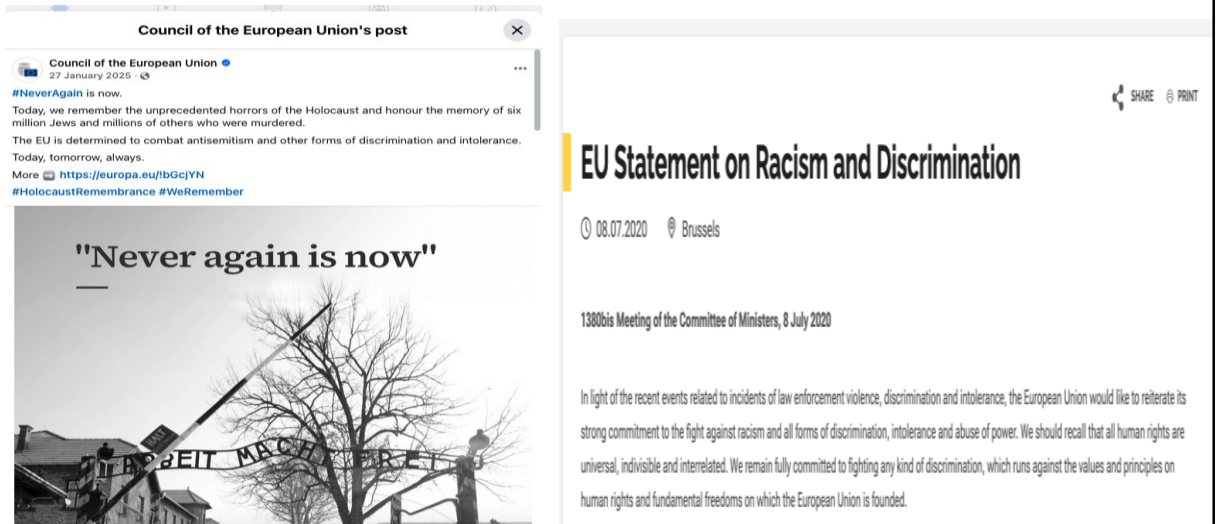 Council of the European Union's post
Council of the European Union
27 January 2025 ·
#NeverAgain is now.
Today, we remember the unprecedented horrors of the Holocaust and honour the memory of six
million Jews and millions of others who were murdered.
The EU is determined to combat antisemitism and other forms of discrimination and intolerance.
Today, tomorrow, always.
More ➡️ https://europa.eu/!bGcjYN
#HolocaustRemembrance #WeRemember
"Never again is now"
HALT
ARBEIT MACHT FREI
SHARE PRINT
EU Statement on Racism and Discrimination
08.07.2020 Brussels
1380bis Meeting of the Committee of Ministers, 8 July 2020
In light of the recent events related to incidents of law enforcement violence, discrimination and intolerance, the European Union would like to reiterate its
strong commitment to the fight against racism and all forms of discrimination, intolerance and abuse of power. We should recall that all human rights are
universal, indivisible and interrelated. We remain fully committed to fighting any kind of discrimination, which runs against the values and principles on
human rights and fundamental freedoms on which the European Union is founded.